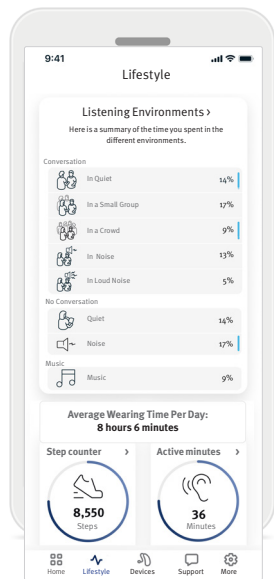 9:41
Lifestyle
Listening Environments ›
Here is a summary of the time you spent in the
different environments.
Conversation
In Quiet 14%
In a Small Group 17%
In a Crowd 9%
In Noise 13%
In Loud Noise 5%
No Conversation
Quiet 14%
Noise 17%
Music
Music 9%
Average Wearing Time Per Day:
8 hours 6 minutes
Step counter › Active minutes ›
8,550 36
Steps Minutes
Home Lifestyle Devices Support More